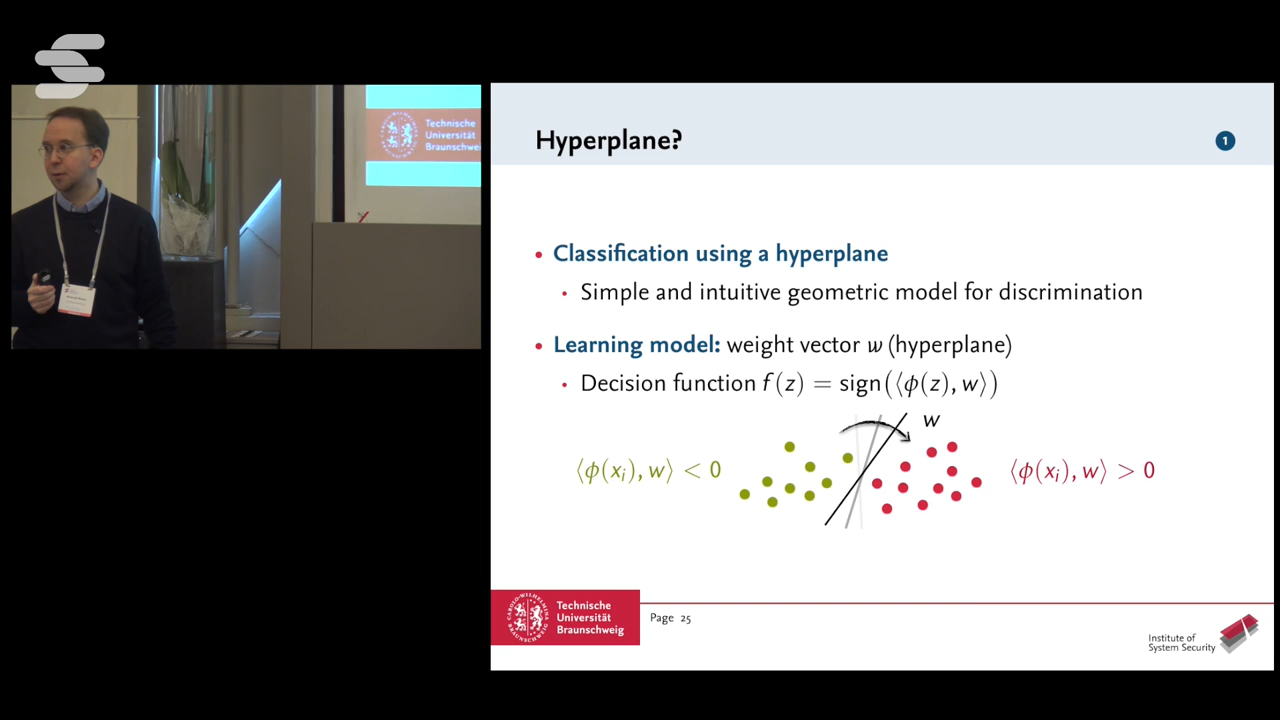 Technische
Universität
Braunschweig
Hyperplane?
1
• Classification using a hyperplane
• Simple and intuitive geometric model for discrimination
• Learning model: weight vector w (hyperplane)
• Decision function f(z) = sign(⟨ϕ(z), w⟩)
w
⟨ϕ(xᵢ), w⟩ < 0
⟨ϕ(xᵢ), w⟩ > 0
Technische
Universität
Braunschweig
Page 25
Institute of
System Security